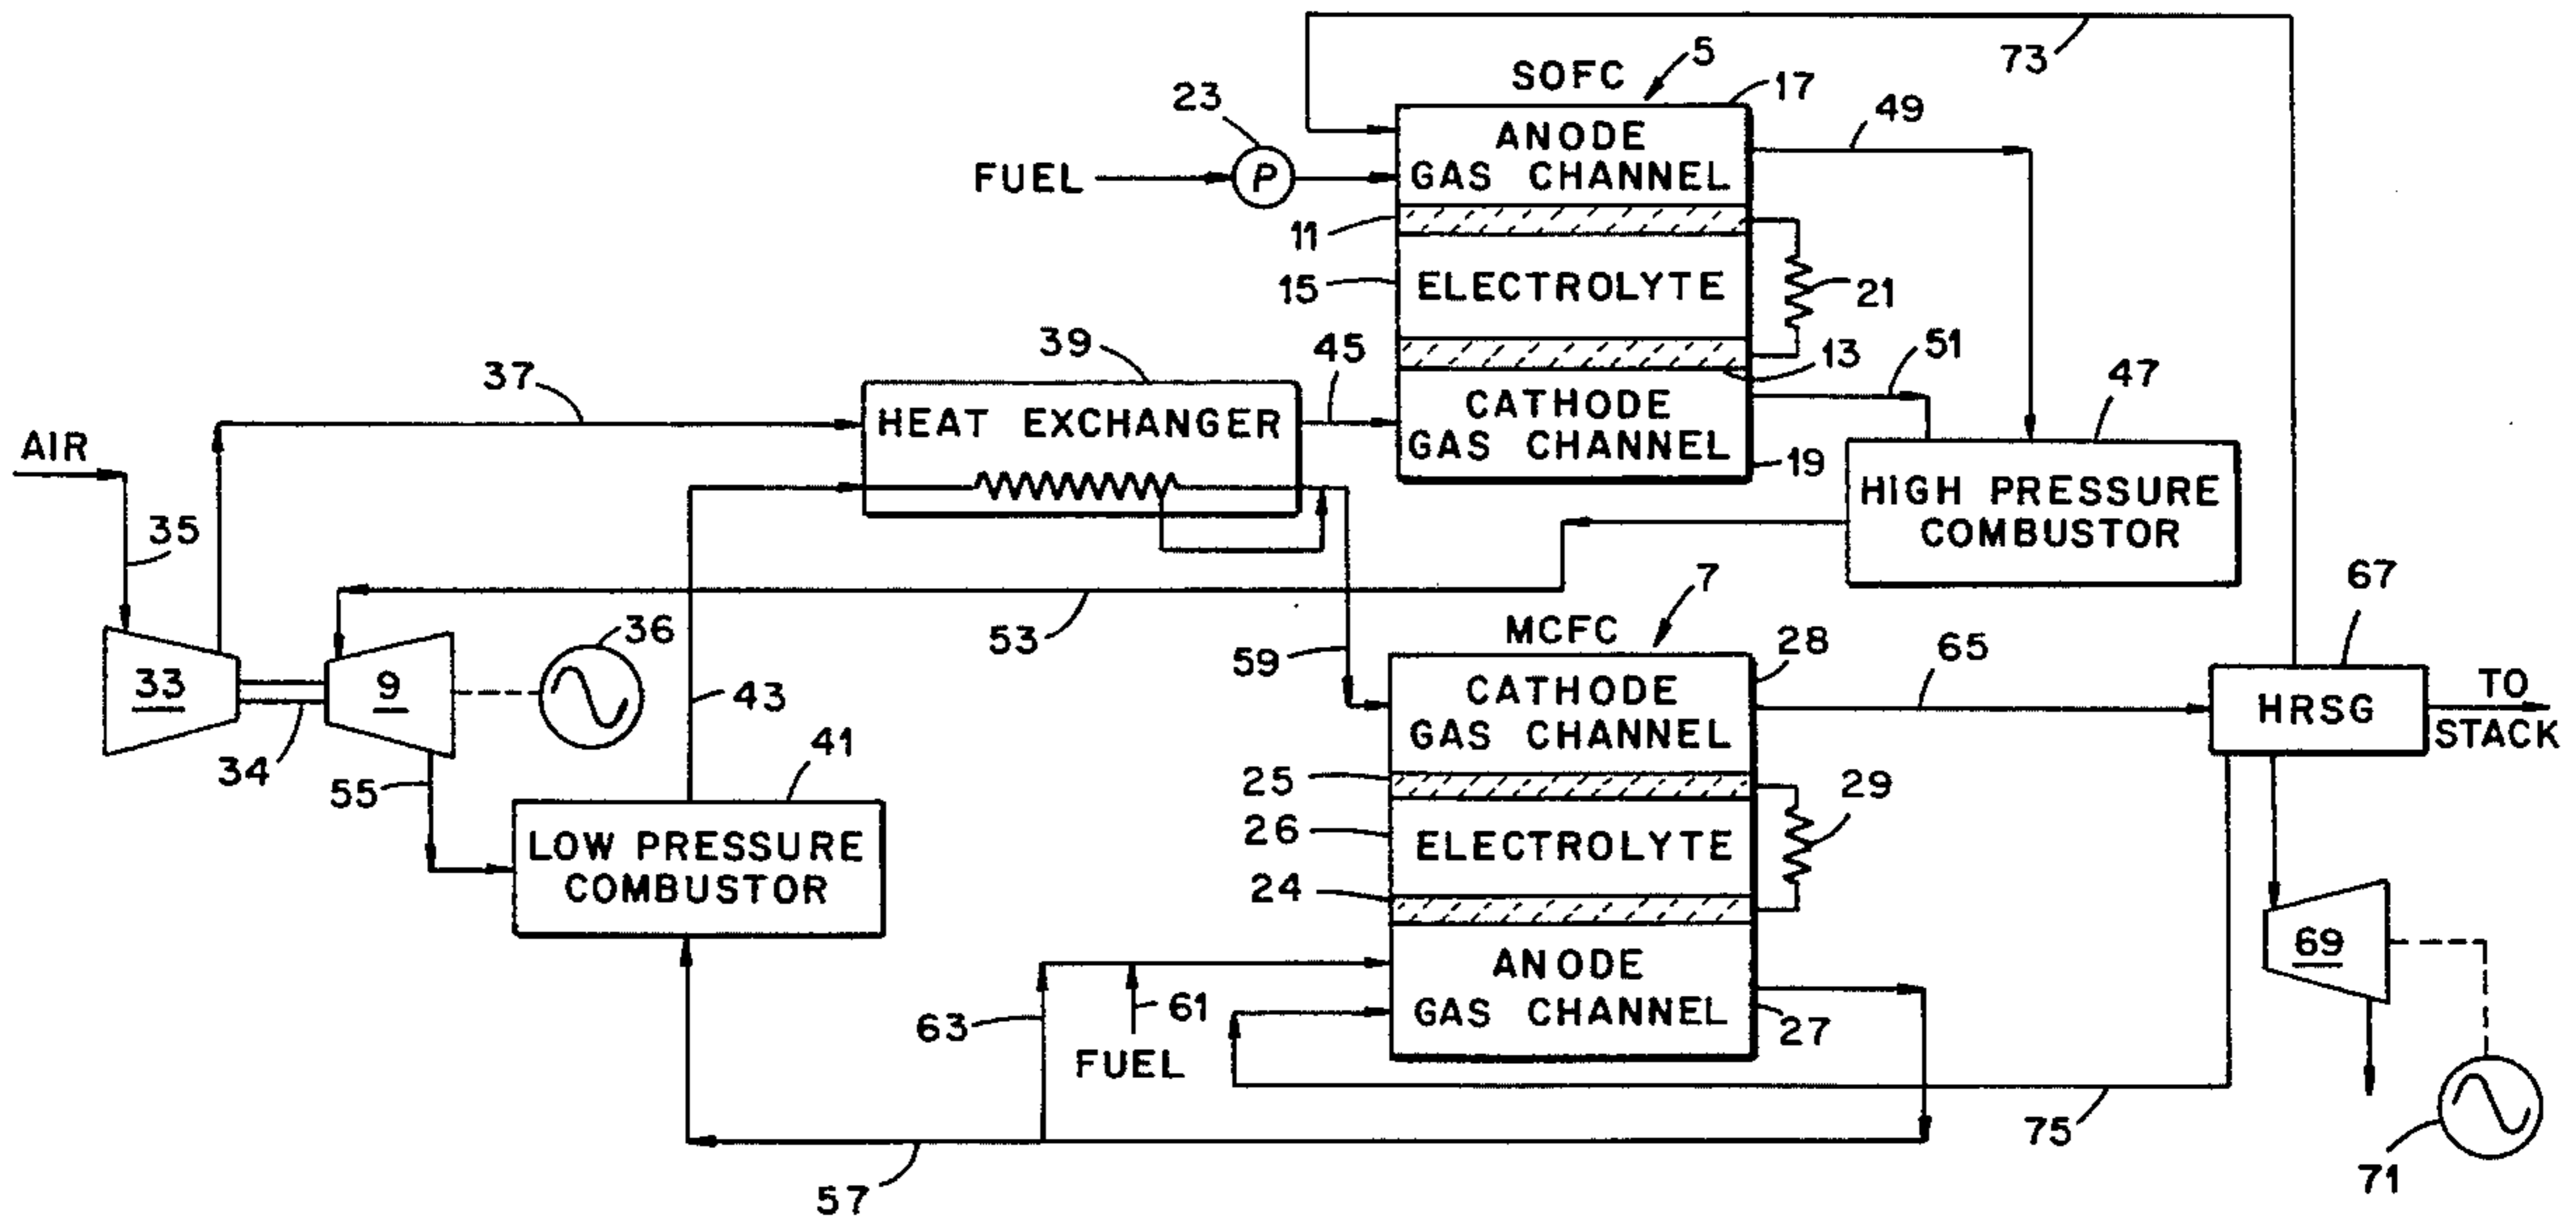 73
5
SOFC
17
23
49
ANODE
GAS CHANNEL
FUEL
P
11
15
ELECTROLYTE
21
39
45
13
51
37
47
AIR
HEAT EXCHANGER
CATHODE
GAS CHANNEL
19
HIGH PRESSURE
COMBUSTOR
35
7
67
53
36
MCFC
28
59
65
33
9
43
CATHODE
GAS CHANNEL
HRSG
TO
STACK
34
55
41
25
29
26
LOW PRESSURE
COMBUSTOR
ELECTROLYTE
24
69
ANODE
GAS CHANNEL
63
61
27
FUEL
75
71
57